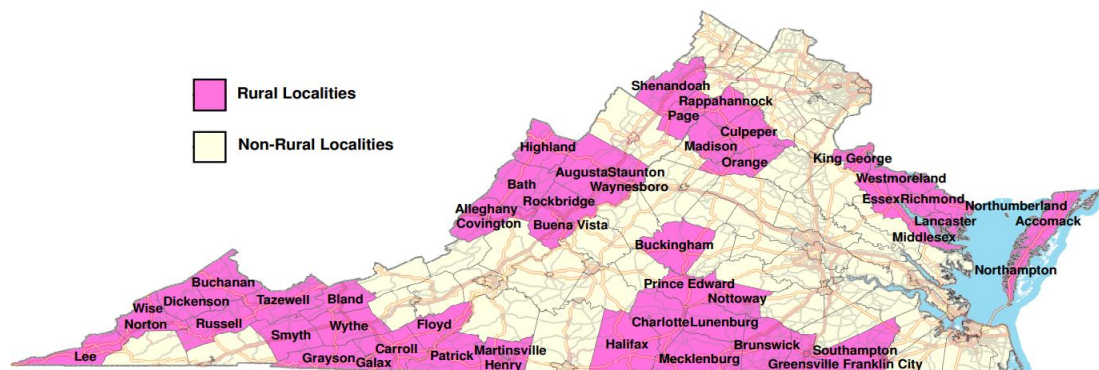 Rural Localities
Non-Rural Localities
Shenandoah
Rappahannock
Page
Culpeper
Madison
Orange
Highland
Augusta
Staunton
Waynesboro
Bath
Rockbridge
Alleghany
Covington
Buena Vista
King George
Westmoreland
Essex
Richmond
Northumberland
Lancaster
Accomack
Middlesex
Northampton
Buckingham
Prince Edward
Nottoway
Charlotte
Lunenburg
Halifax
Brunswick
Mecklenburg
Southampton
Greensville
Franklin City
Buchanan
Dickenson
Tazewell
Bland
Wise
Norton
Russell
Smyth
Wythe
Floyd
Lee
Grayson
Carroll
Galax
Patrick
Martinsville
Henry